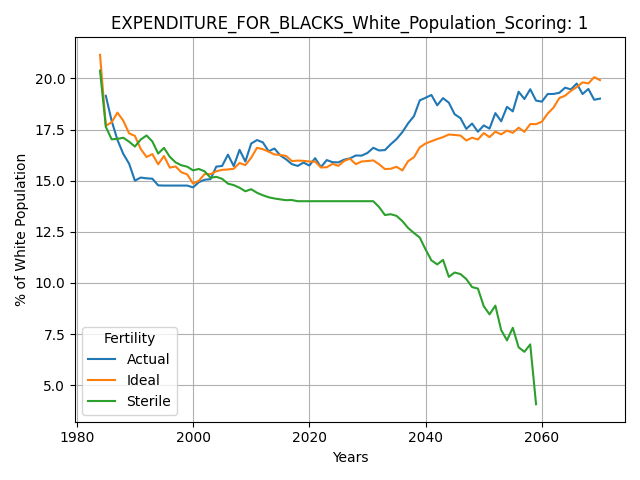 EXPENDITURE_FOR_BLACKS_White_Population_Scoring: 1
% of White Population
20.0
17.5
15.0
12.5
10.0
7.5
5.0
Fertility
Actual
Ideal
Sterile
1980 2000 2020 2040 2060
Years